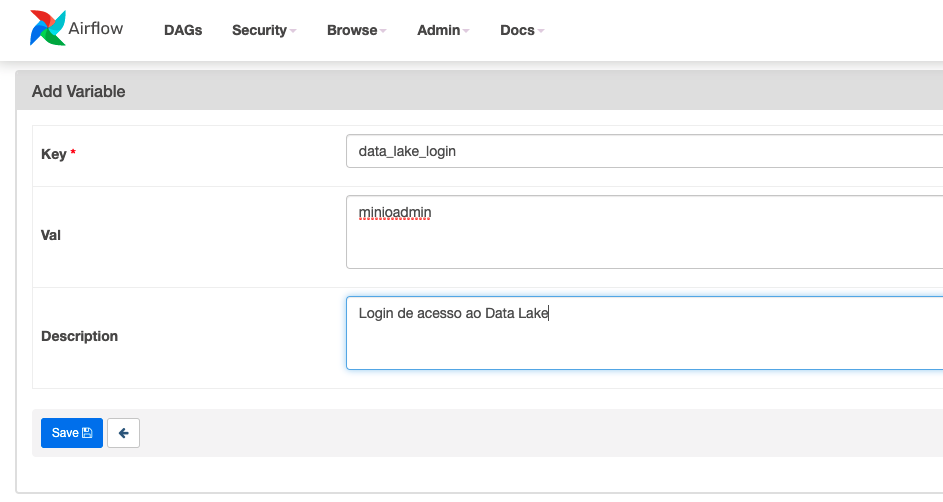 Airflow DAGs Security Browse Admin Docs
Add Variable
Key * data_lake_login
Val minioadmin
Description Login de acesso ao Data Lake
Save